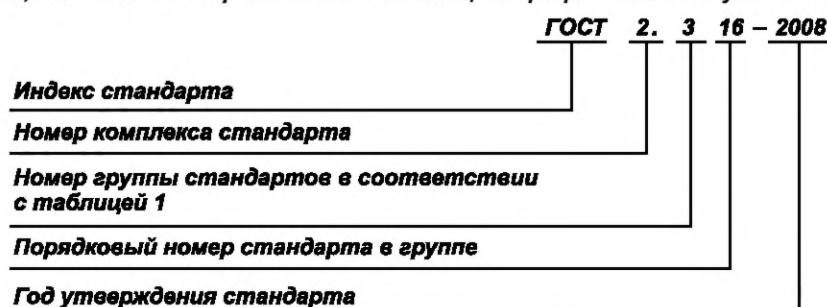 ГОСТ 2. 3 16 – 2008
Индекс стандарта
Номер комплекса стандарта
Номер группы стандартов в соответствии
с таблицей 1
Порядковый номер стандарта в группе
Год утверждения стандарта